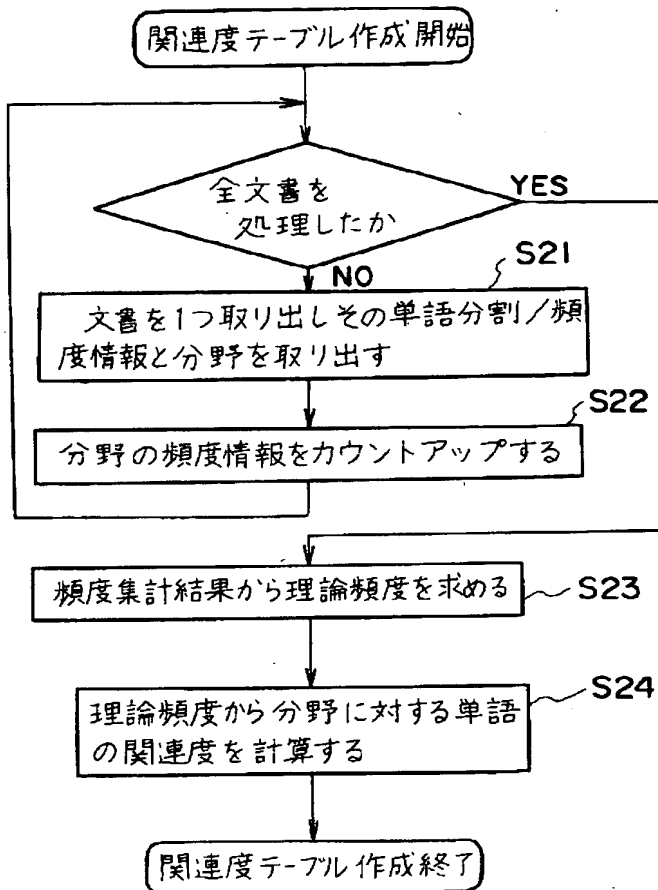 関連度テーブル作成開始
全文書を
処理したか
YES
NO
S21
文書を1つ取り出しその単語分割/頻
度情報と分野を取り出す
S22
分野の頻度情報をカウントアップする
頻度集計結果から理論頻度を求める
S23
S24
理論頻度から分野に対する単語
の関連度を計算する
関連度テーブル作成終了